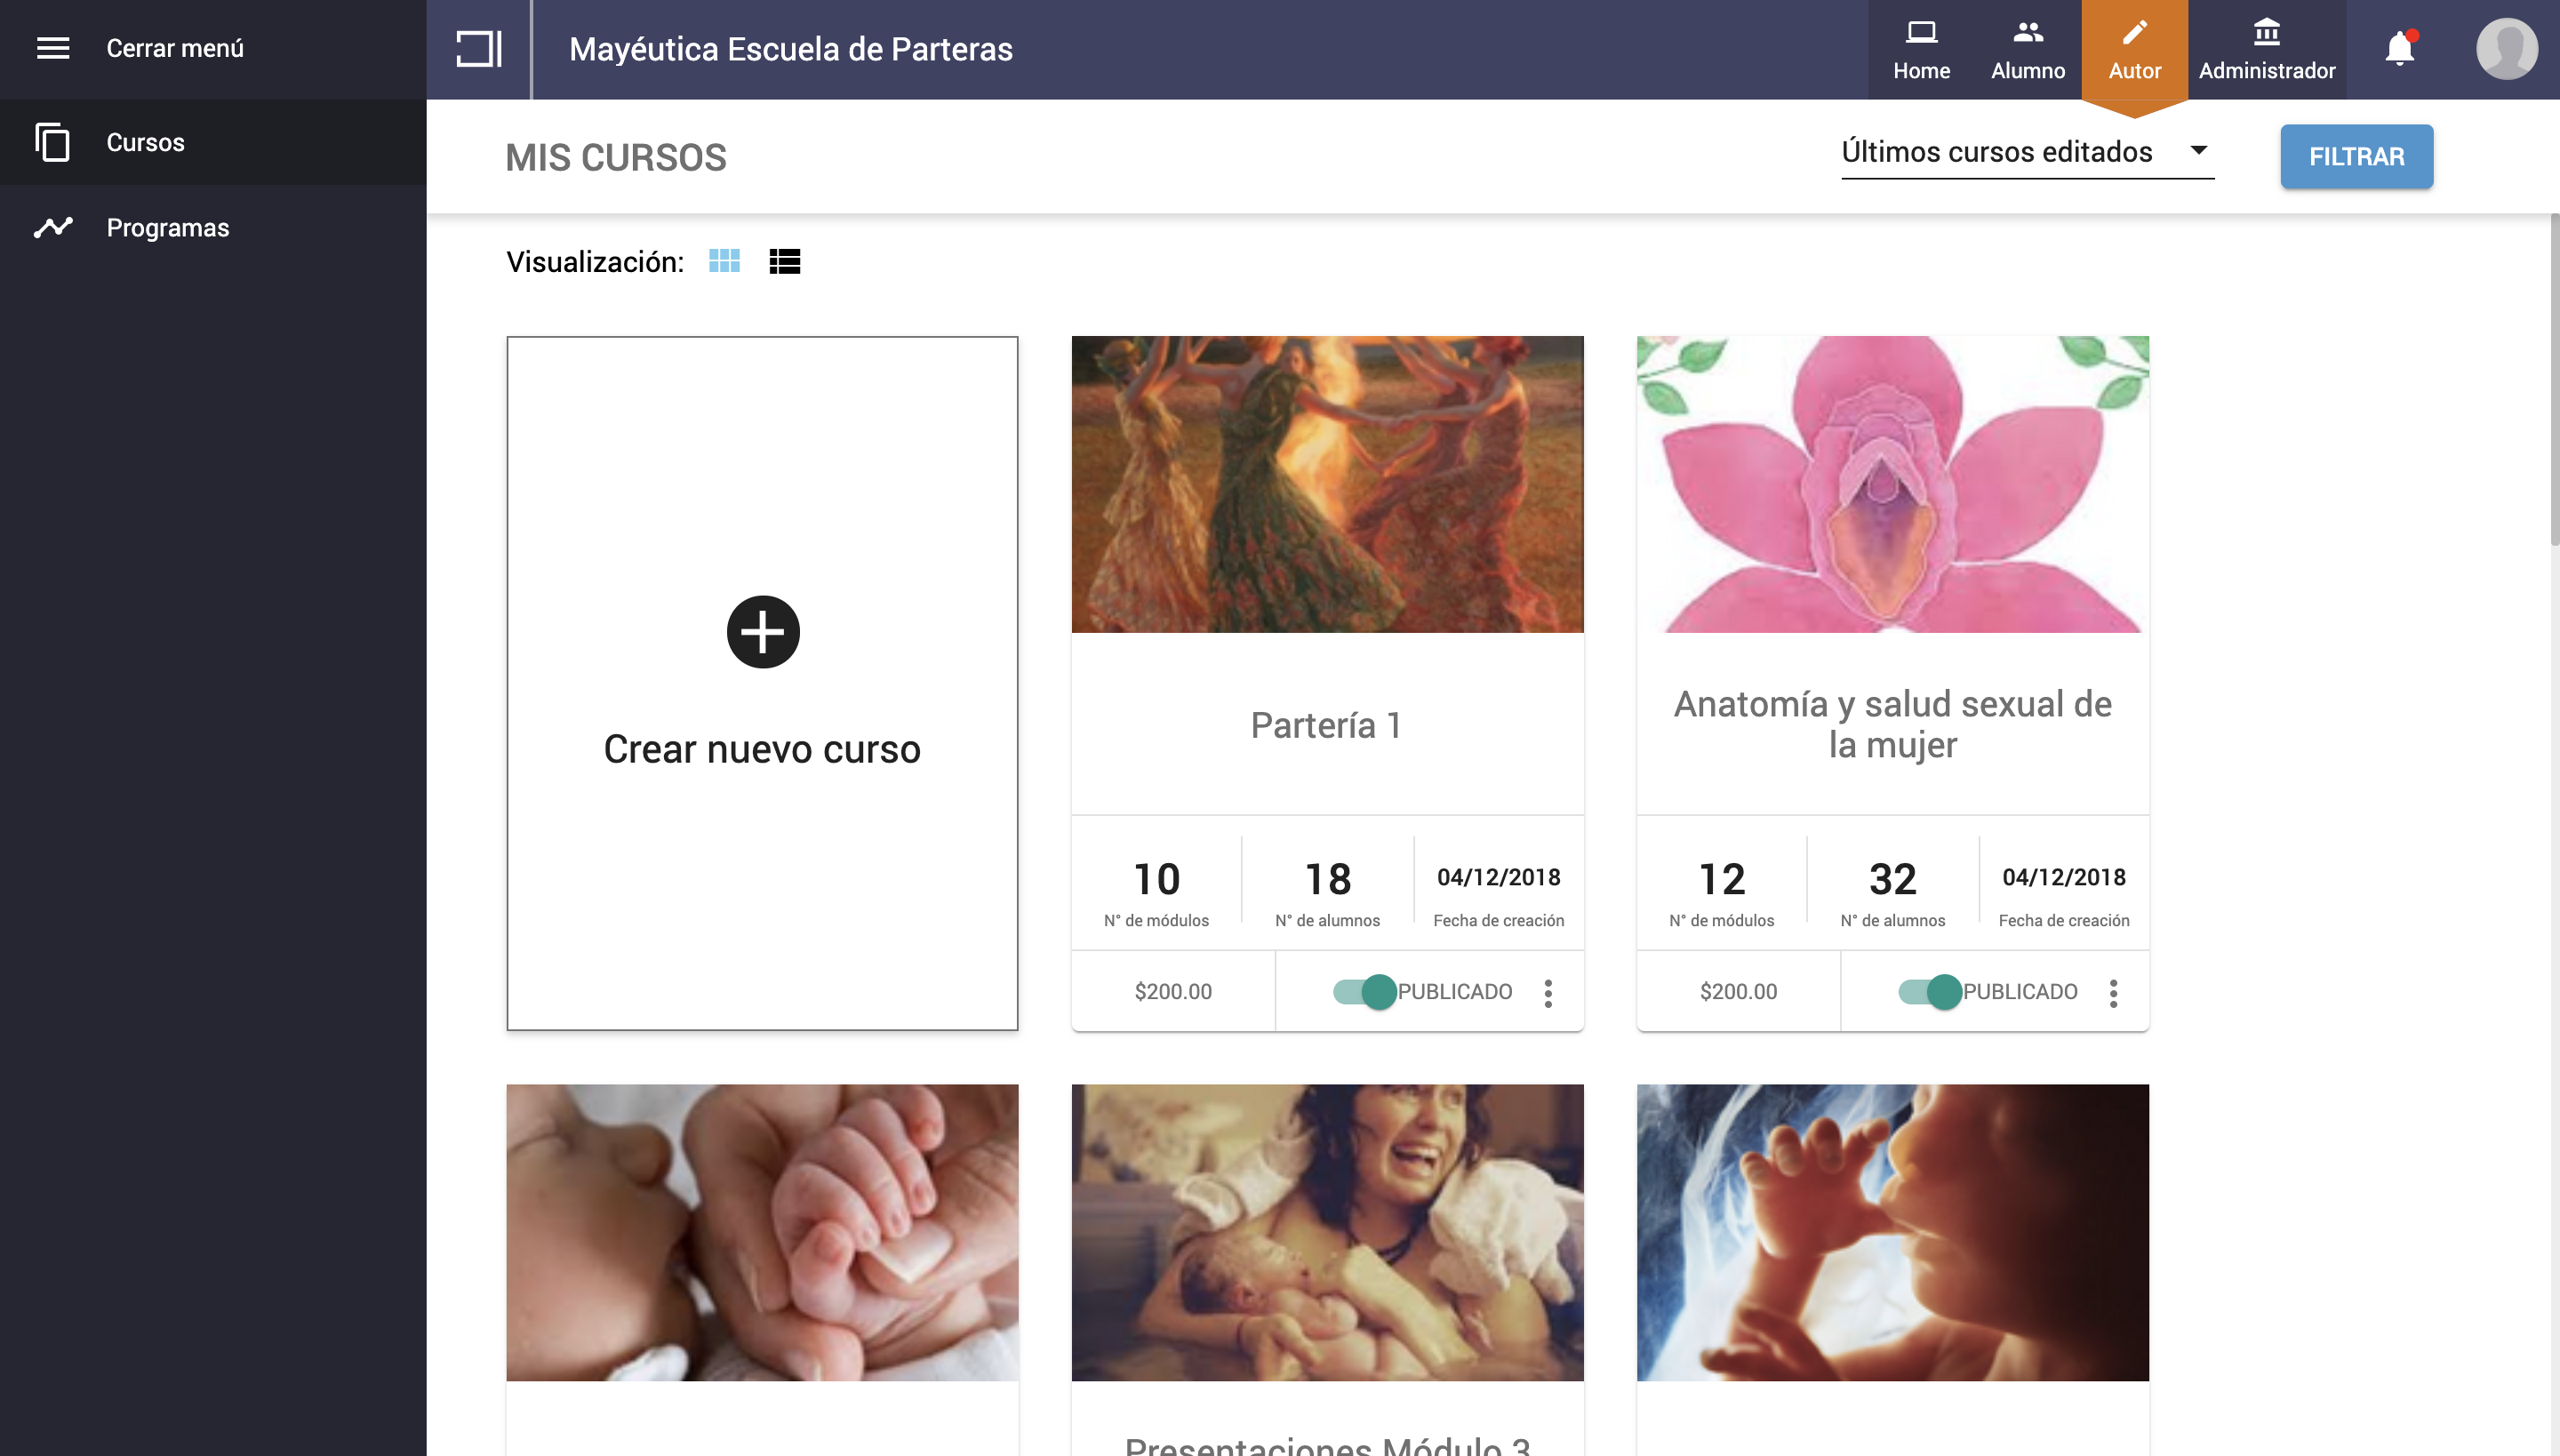 Cerrar menú
Cursos
Programas
Mayéutica Escuela de Parteras
Home
Alumno
Autor
Administrador
MIS CURSOS
Últimos cursos editados
FILTRAR
Visualización:
Crear nuevo curso
Partería 1
10
N° de módulos
18
N° de alumnos
04/12/2018
Fecha de creación
$200.00
PUBLICADO
Anatomía y salud sexual de
la mujer
12
N° de módulos
32
N° de alumnos
04/12/2018
Fecha de creación
$200.00
PUBLICADO
Presentaciones Módulo 3